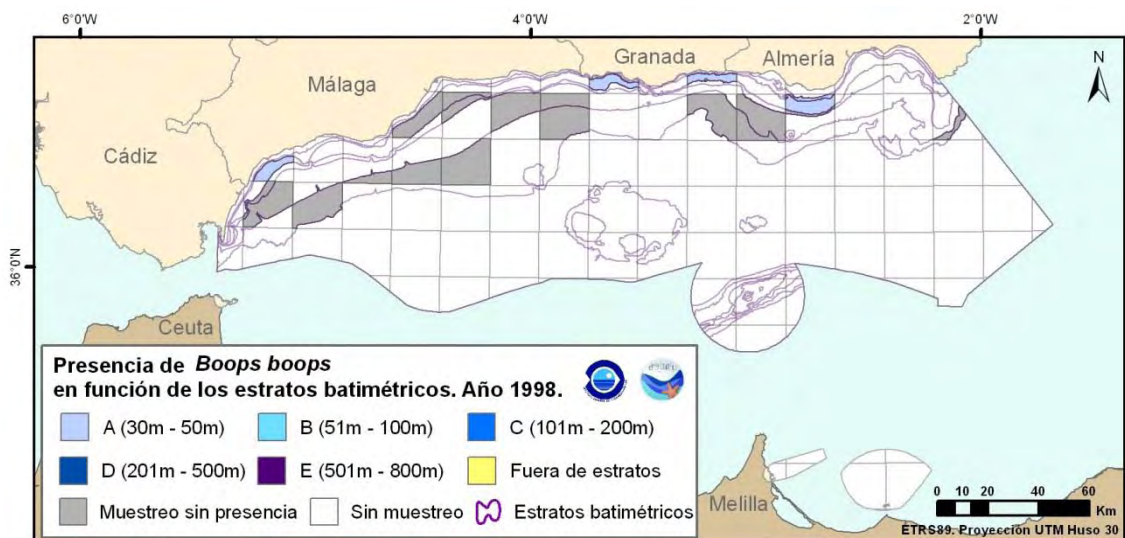 6°0'W 4°0'W 2°0'W
Granada Almería
N
Málaga
Cádiz
36°0'N
Ceuta
Presencia de Boops boops
en función de los estratos batimétricos. Año 1998.
A (30m - 50m) B (51m - 100m) C (101m - 200m)
D (201m - 500m) E (501m - 800m) Fuera de estratos
Muestreo sin presencia Sin muestreo Estratos batimétricos
Melilla
0 10 20 40 60
Km
ETRS89. Proyección UTM Huso 30